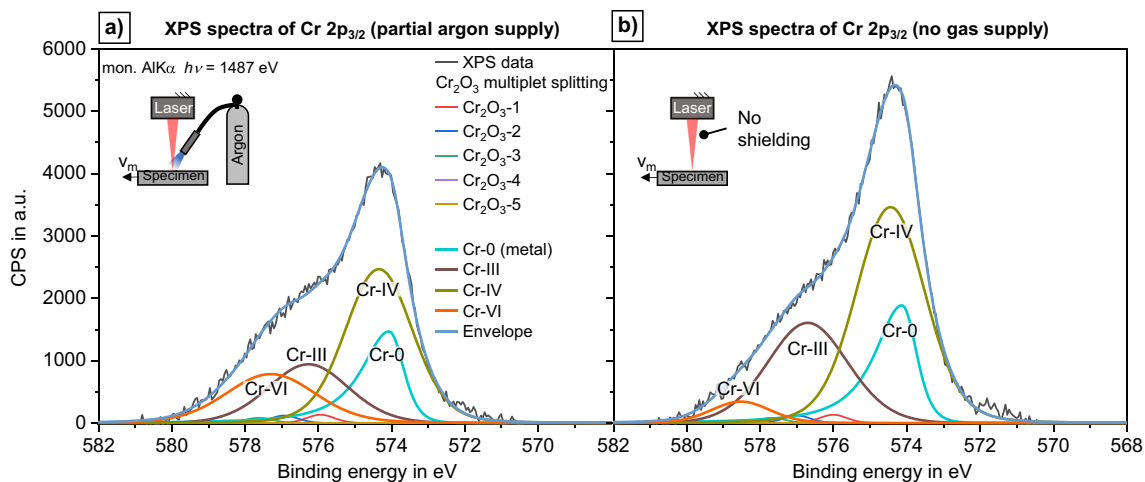 a)
XPS spectra of Cr 2p3/2 (partial argon supply)
6000
5000
4000
3000
2000
1000
0
CPS in a.u.
mon. AlKα hν = 1487 eV
Laser
Argon
vm
Specimen
XPS data
Cr2O3 multiplet splitting
Cr2O3-1
Cr2O3-2
Cr2O3-3
Cr2O3-4
Cr2O3-5
Cr-0 (metal)
Cr-III
Cr-IV
Cr-VI
Envelope
Cr-IV
Cr-III
Cr-0
Cr-VI
582 580 578 576 574 572 570
Binding energy in eV
b)
XPS spectra of Cr 2p3/2 (no gas supply)
Laser
No
shielding
vm
Specimen
Cr-IV
Cr-III
Cr-0
Cr-VI
582 580 578 576 574 572 570 568
Binding energy in eV